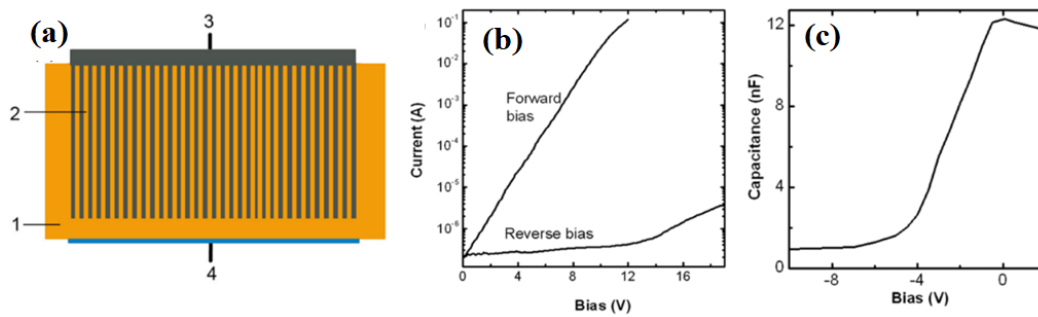 (a)
3
2
1
4
(b)
10⁻¹
10⁻²
10⁻³
10⁻⁴
10⁻⁵
10⁻⁶
Current (A)
Forward
bias
Reverse bias
0 4 8 12 16
Bias (V)
(c)
12
8
4
0
Capacitance (nF)
-8 -4 0
Bias (V)